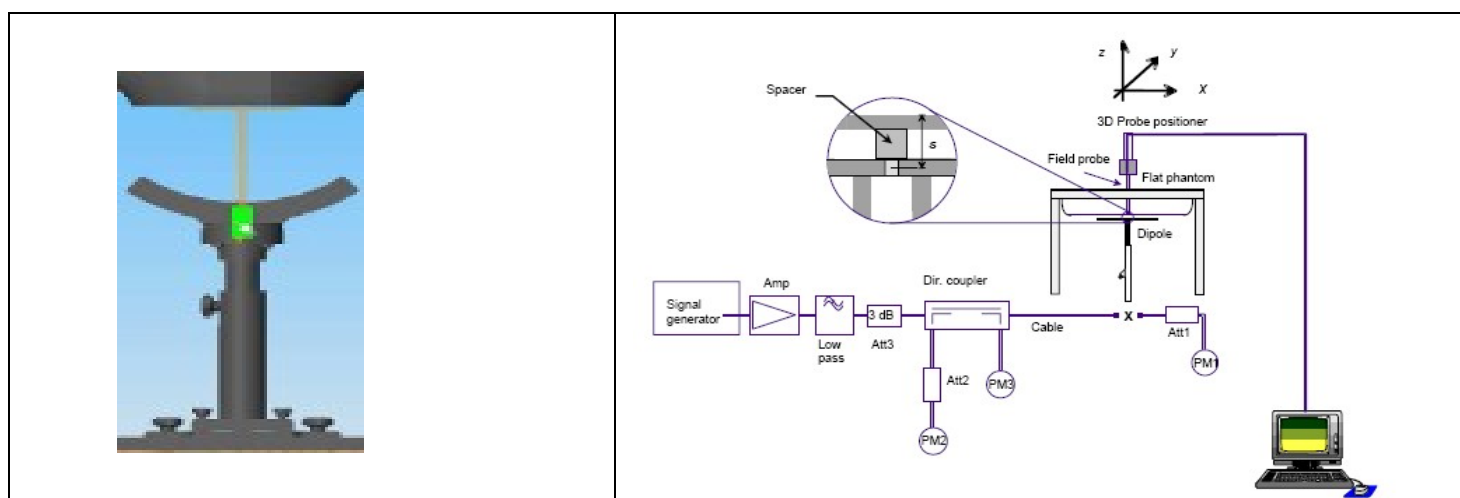 z
y
X
Spacer
3D Probe positioner
s
Field probe
Flat phantom
Dipole
Dir. coupler
Amp
Signal
generator
3 dB
Low
pass
Att3
Cable
x
Att1
PM1
Att2
PM3
PM2